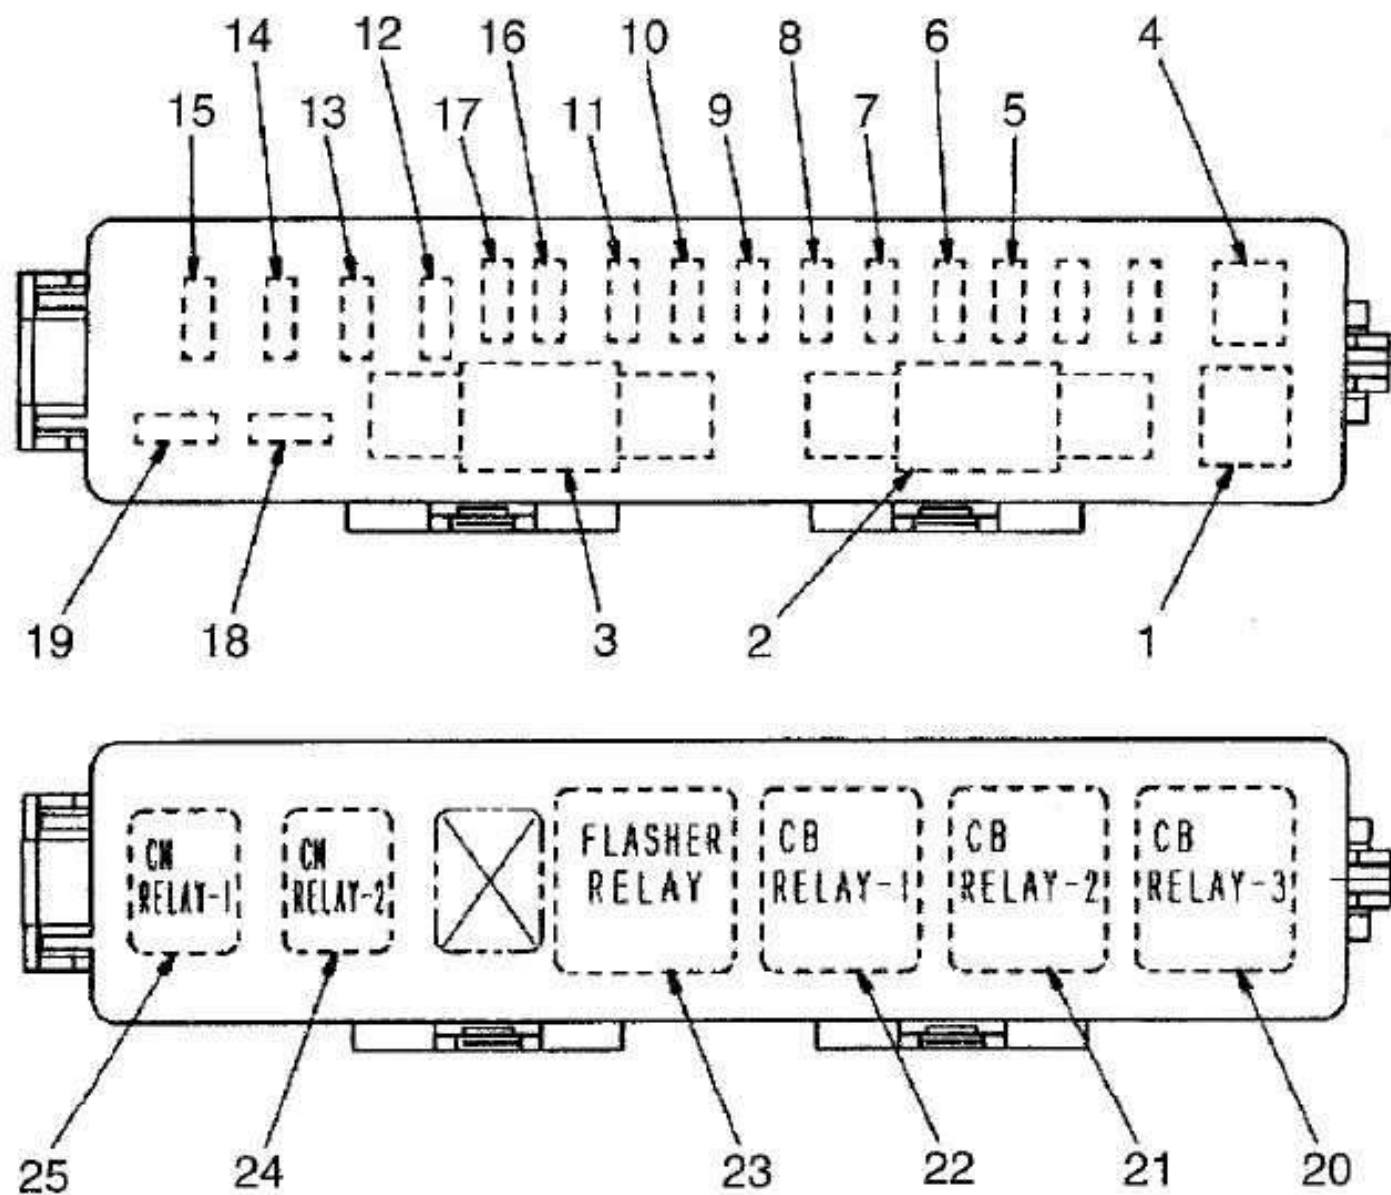 14 12 16 10 8 6 4
15 13 17 11 9 7 5
19 18 3 2 1
CM
RELAY-1
CM
RELAY-2
FLASHER
RELAY
CB
RELAY-1
CB
RELAY-2
CB
RELAY-3
25 24 23 22 21 20